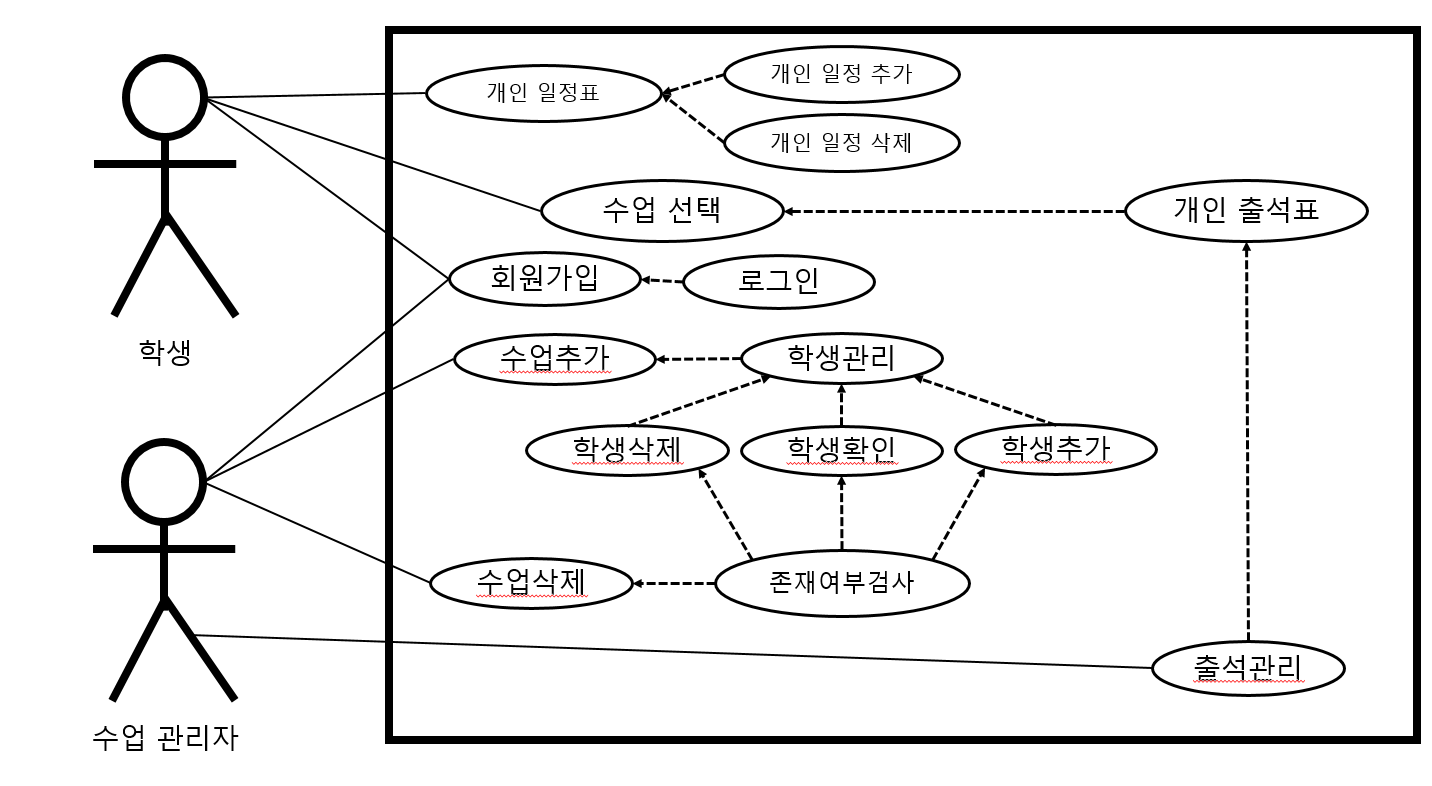 개인 일정 추가
개인 일정표
개인 일정 삭제
수업 선택
개인 출석표
회원가입
로그인
학생
수업추가
학생관리
학생삭제
학생확인
학생추가
수업삭제
존재여부검사
출석관리
수업 관리자